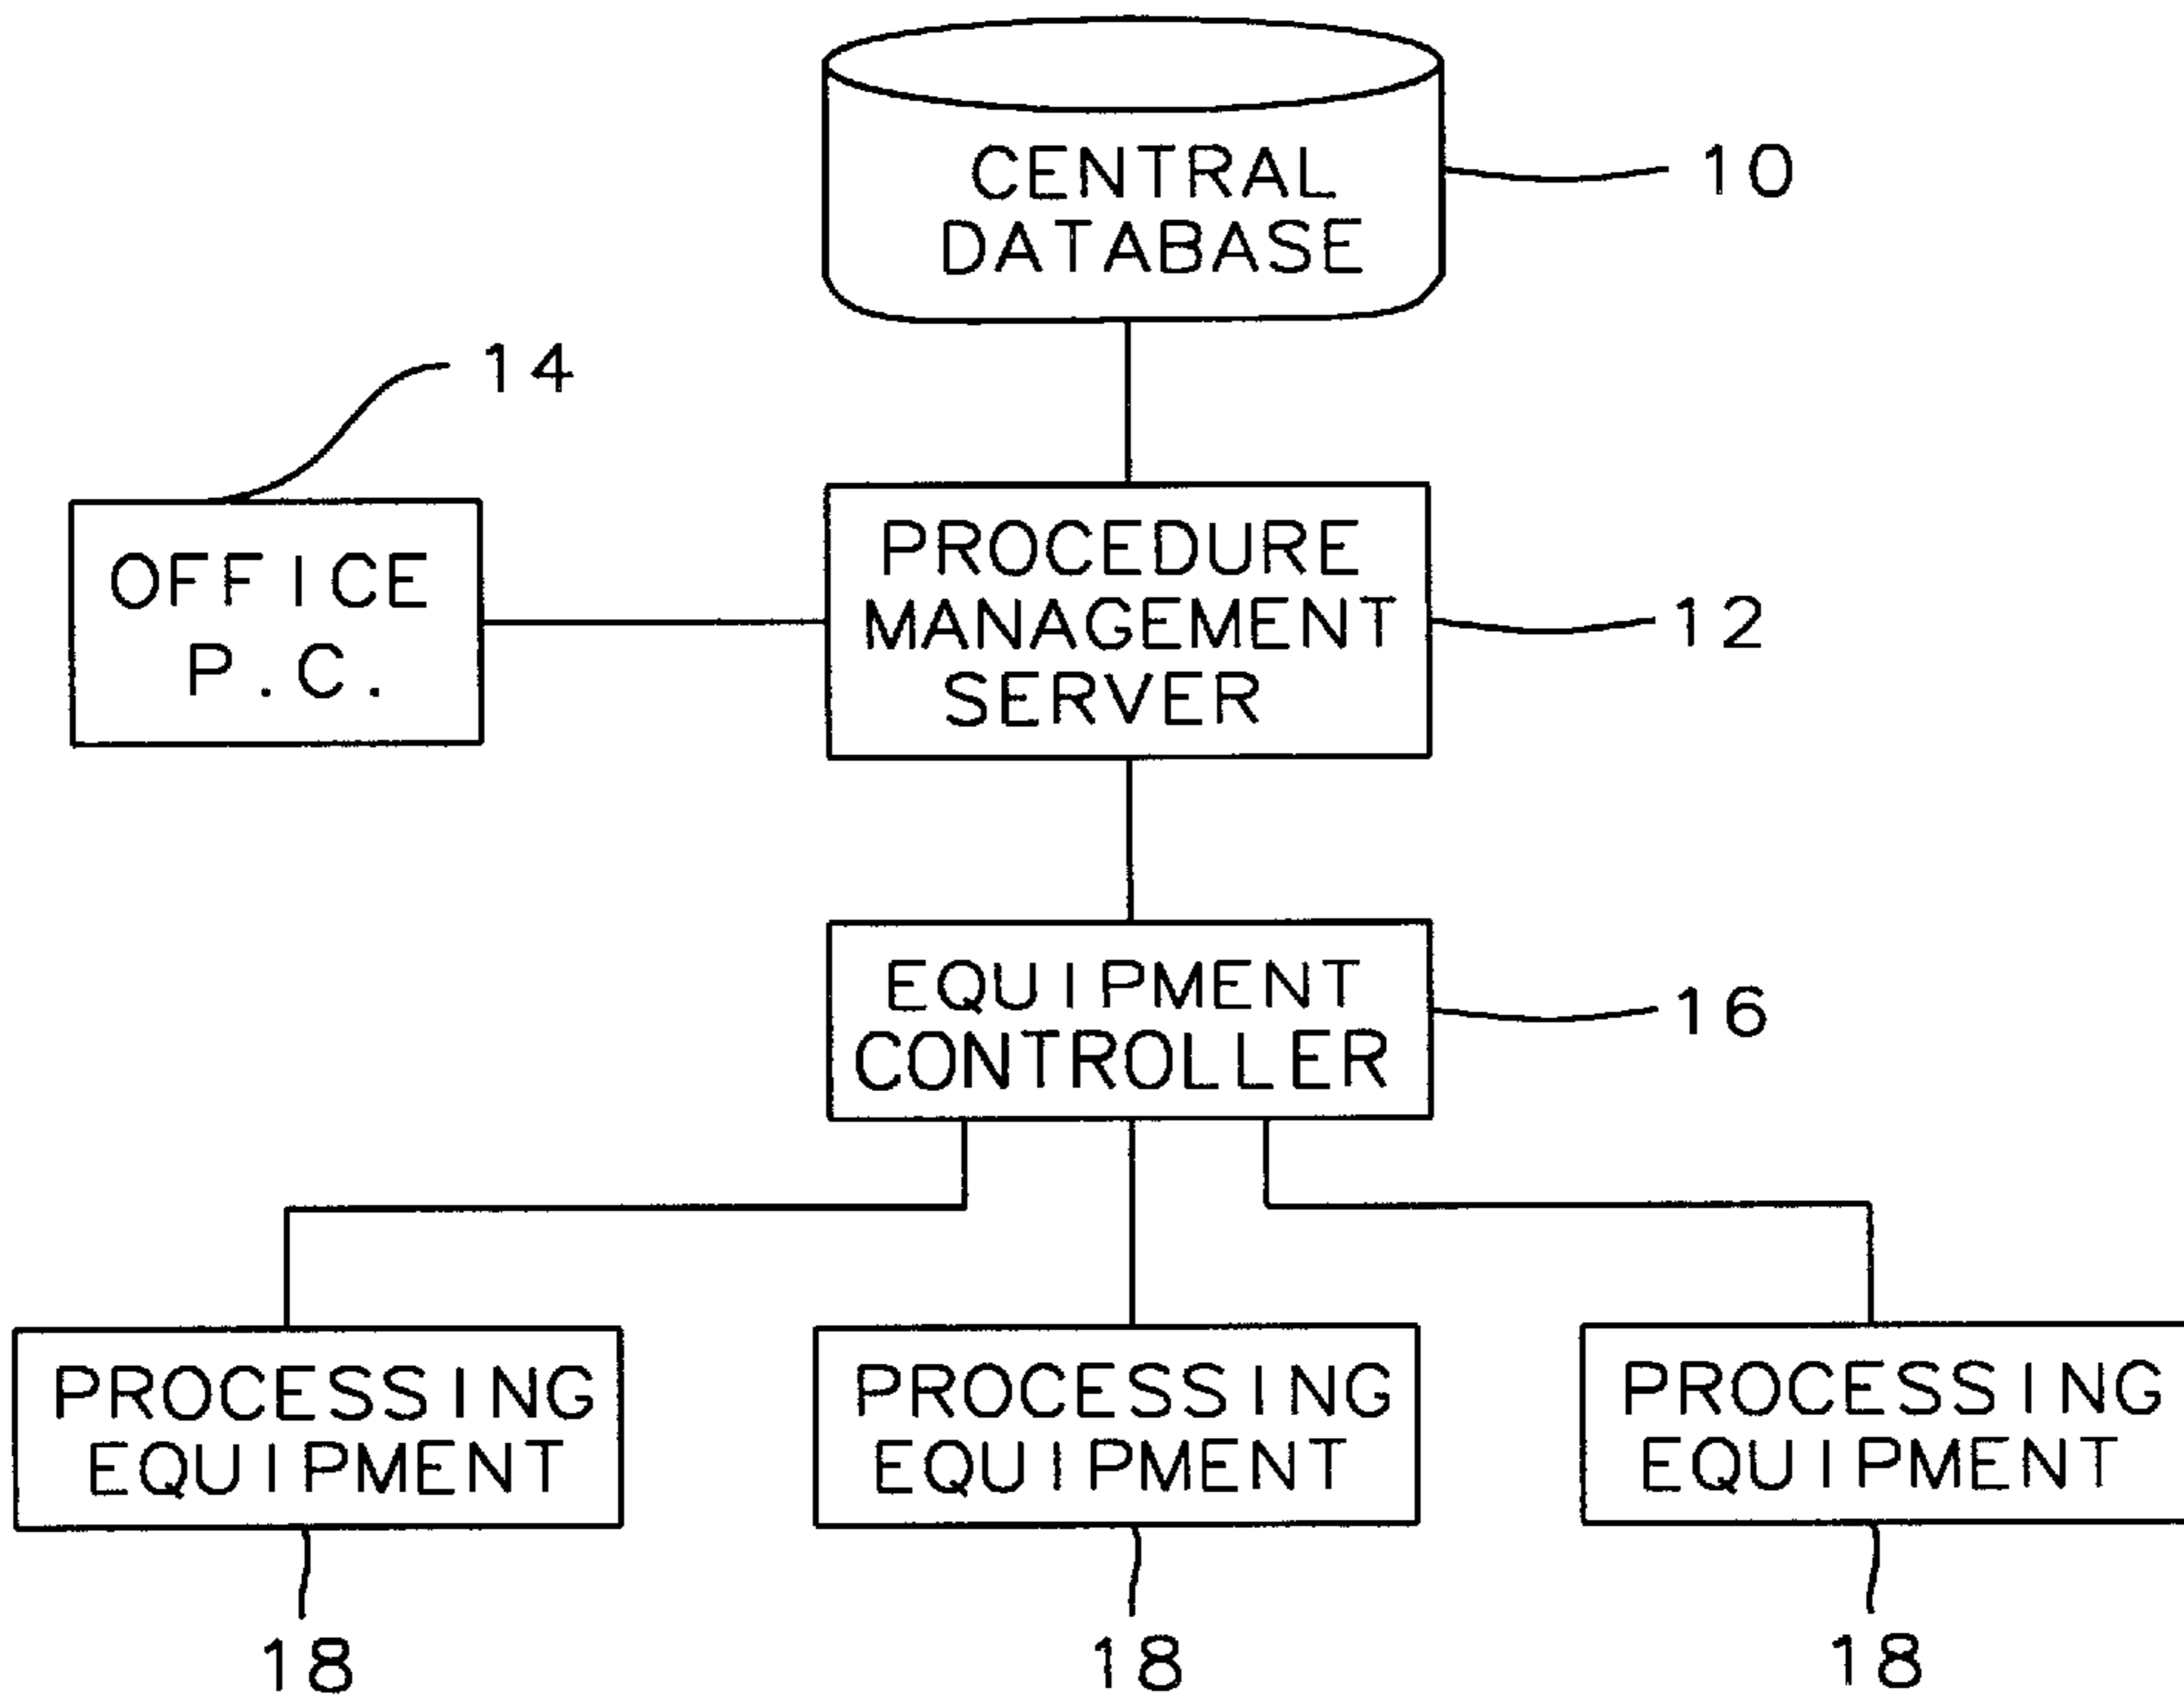 CENTRAL
DATABASE
10
14
OFFICE
P.C.
PROCEDURE
MANAGEMENT
SERVER
12
EQUIPMENT
CONTROLLER
16
PROCESSING
EQUIPMENT
PROCESSING
EQUIPMENT
PROCESSING
EQUIPMENT
18
18
18